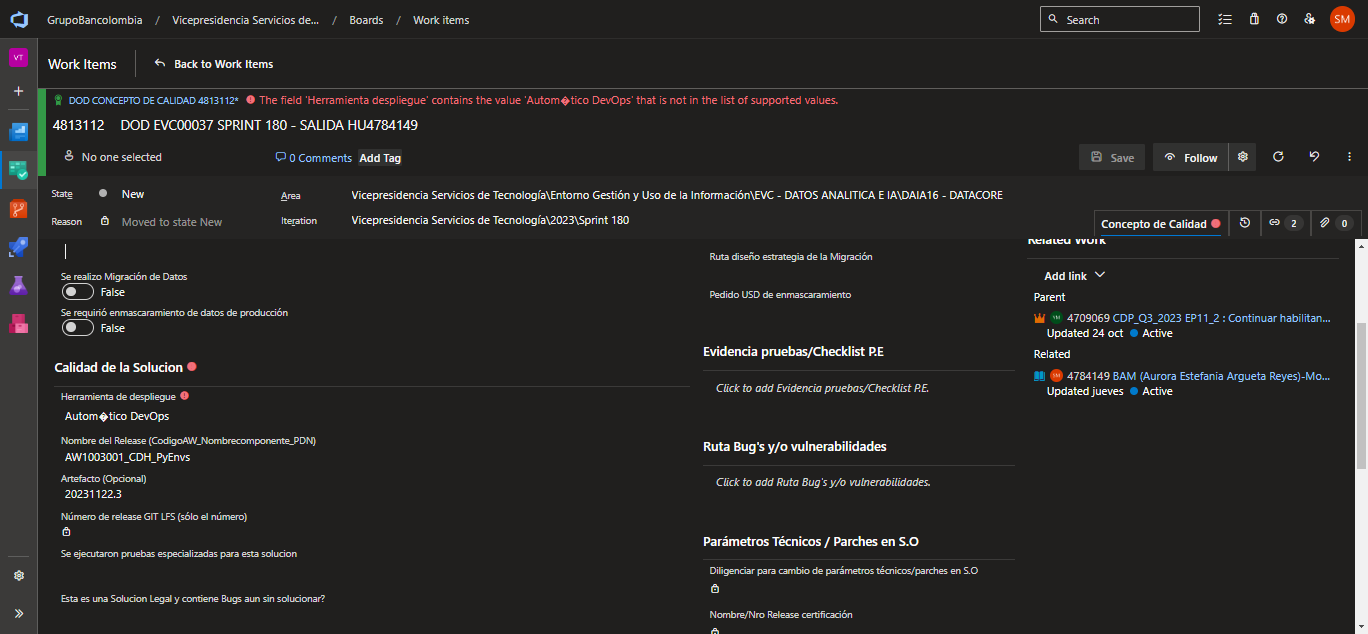 GrupoBancolombia / Vicepresidencia Servicios de... / Boards / Work items
Search
SM
VT
Work Items
Back to Work Items
DOD CONCEPTO DE CALIDAD 4813112*
The field 'Herramienta despliegue' contains the value 'Autom�tico DevOps' that is not in the list of supported values.
4813112 DOD EVC00037 SPRINT 180 - SALIDA HU4784149
No one selected
0 Comments
Add Tag
Save
Follow
State
New
Area
Vicepresidencia Servicios de Tecnología\Entorno Gestión y Uso de la Información\EVC - DATOS ANALITICA E IA\DAIA16 - DATACORE
Reason
Moved to state New
Iteration
Vicepresidencia Servicios de Tecnología\2023\Sprint 180
Concepto de Calidad
2
0
Se realizo Migración de Datos
False
Se requirió enmascaramiento de datos de producción
False
Calidad de la Solucion
Herramienta de despliegue
Autom�tico DevOps
Nombre del Release (CodigoAW_Nombrecomponente_PDN)
AW1003001_CDH_PyEnvs
Artefacto (Opcional)
20231122.3
Número de release GIT LFS (sólo el número)
Se ejecutaron pruebas especializadas para esta solucion
Esta es una Solucion Legal y contiene Bugs aun sin solucionar?
Ruta diseño estrategia de la Migración
Pedido USD de enmascaramiento
Evidencia pruebas/Checklist P.E
Click to add Evidencia pruebas/Checklist P.E.
Ruta Bug's y/o vulnerabilidades
Click to add Ruta Bug's y/o vulnerabilidades.
Parámetros Técnicos / Parches en S.O
Diligenciar para cambio de parámetros técnicos/parches en S.O
Nombre/Nro Release certificación
Related Work
Add link
Parent
4709069 CDP_Q3_2023 EP11_2 : Continuar habilitan...
Updated 24 oct
Active
Related
SM
4784149 BAM (Aurora Estefania Argueta Reyes)-Mo...
Updated jueves
Active